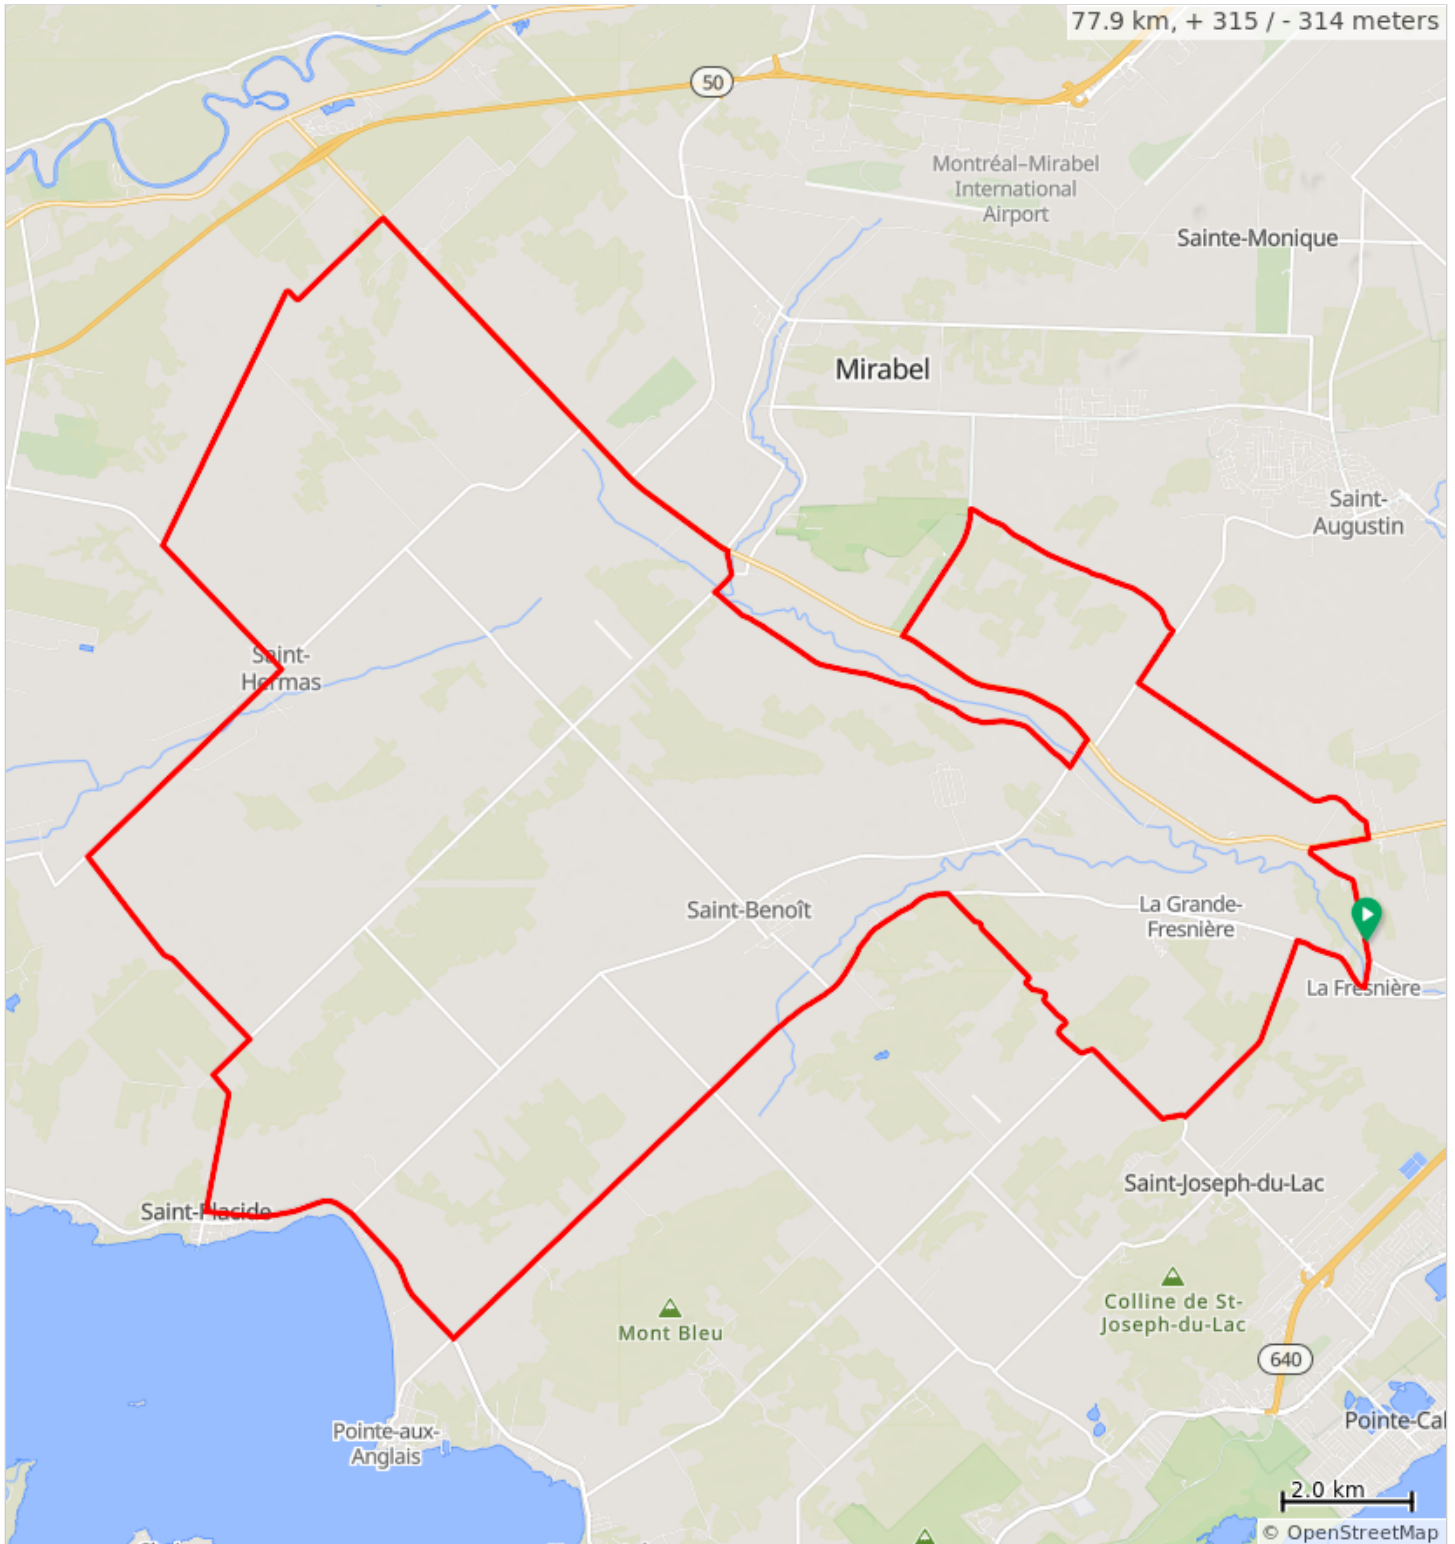 77.9 km, + 315 / - 314 meters
50
Montréal–Mirabel
International
Airport
Sainte-Monique
Mirabel
Saint-
Augustin
Saint-
Hermas
Saint-Benoît
La Grande-
Fresnière
La Fresnière
Saint-Joseph-du-Lac
Saint-Placide
Colline de St-
Joseph-du-Lac
Mont Bleu
640
Pointe-aux-
Anglais
Pointe-Cal
2.0 km
© OpenStreetMap